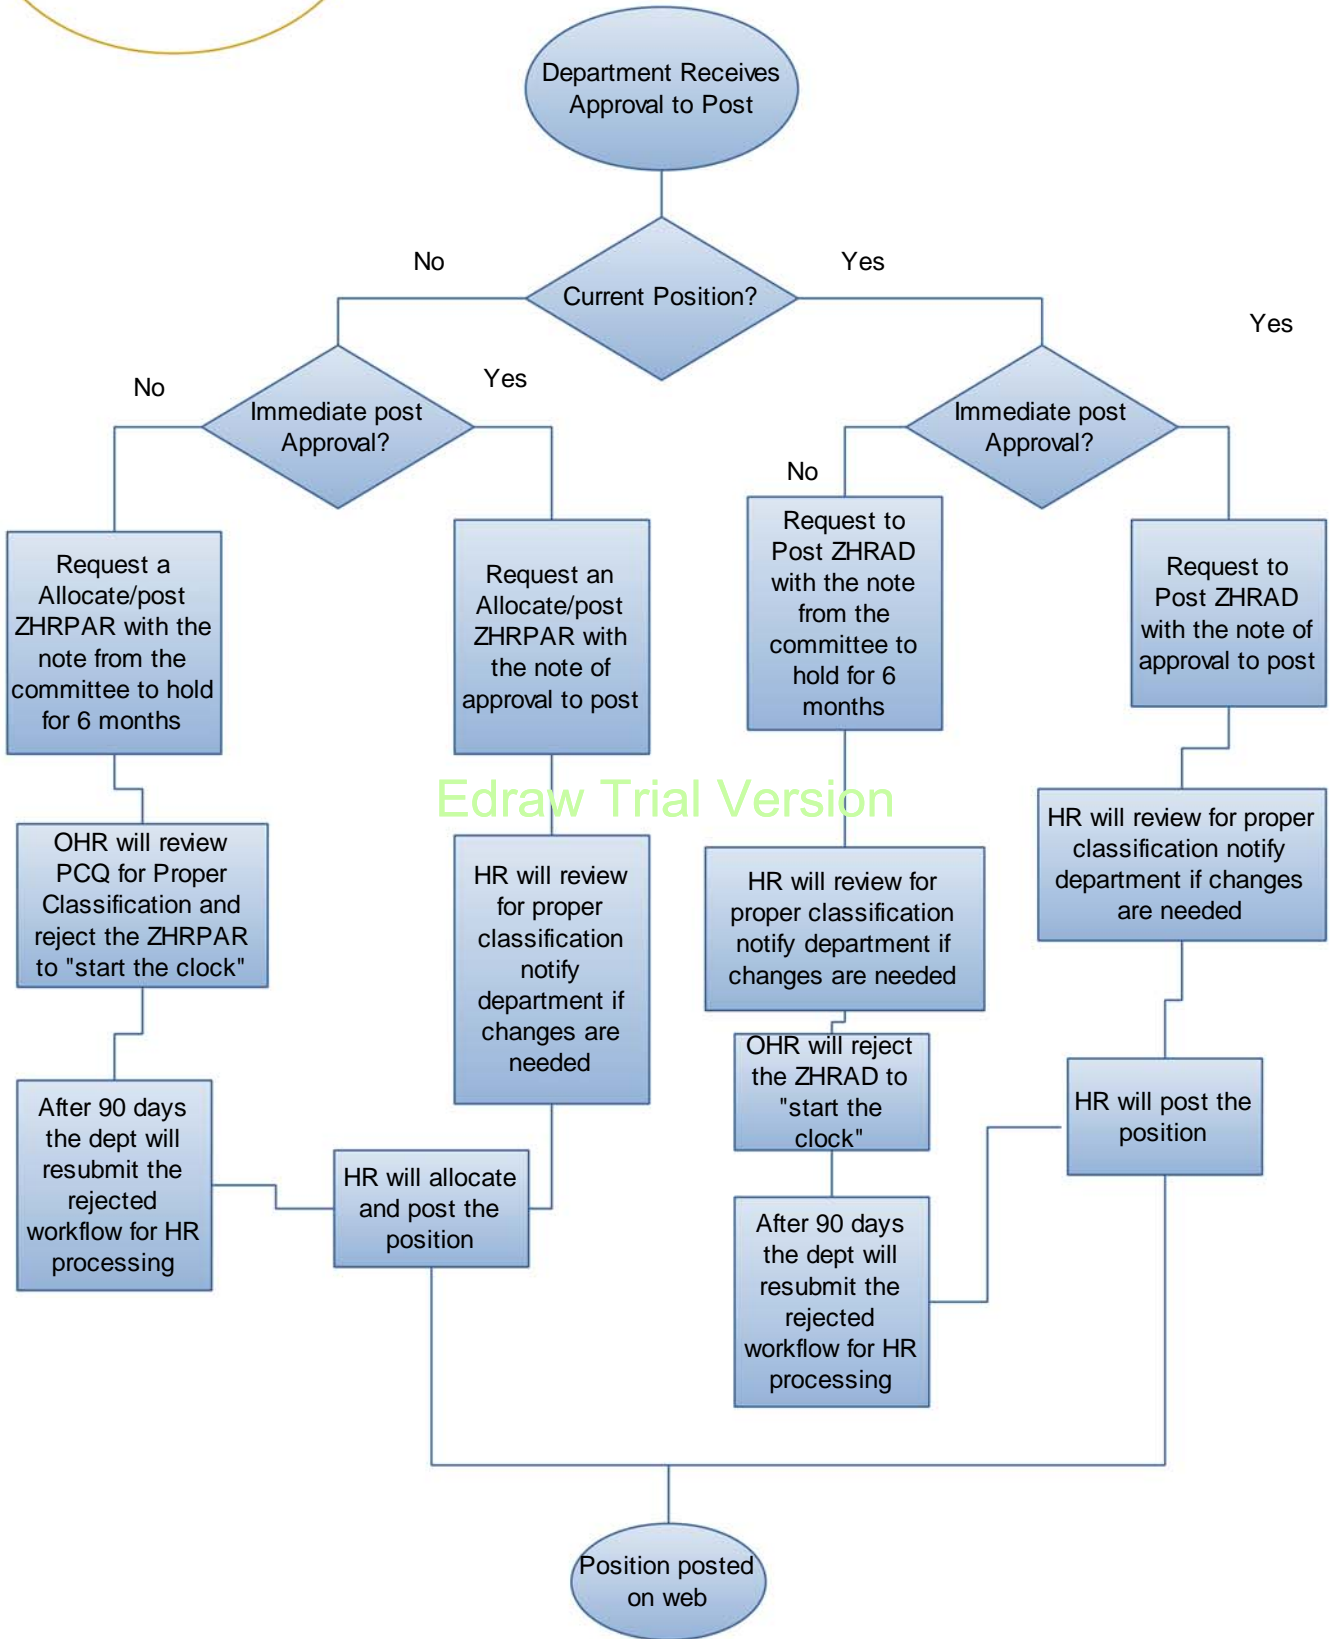 Department Receives
Approval to Post
No
Yes
Current Position?
Yes
No
Yes
Immediate post
Approval?
Immediate post
Approval?
No
Request a
Allocate/post
ZHRPAR with the
note from the
committee to hold
for 6 months
Request an
Allocate/post
ZHRPAR with
the note of
approval to post
Request to
Post ZHRAD
with the note
from the
committee to
hold for 6
months
Request to
Post ZHRAD
with the note of
approval to post
Edraw Trial Version
OHR will review
PCQ for Proper
Classification and
reject the ZHRPAR
to "start the clock"
HR will review
for proper
classification
notify
department if
changes are
needed
HR will review for
proper classification
notify department if
changes are needed
HR will review for proper
classification notify
department if changes
are needed
OHR will reject
the ZHRAD to
"start the
clock"
HR will post the
position
After 90 days
the dept will
resubmit the
rejected
workflow for HR
processing
HR will allocate
and post the
position
After 90 days
the dept will
resubmit the
rejected
workflow for HR
processing
Position posted
on web